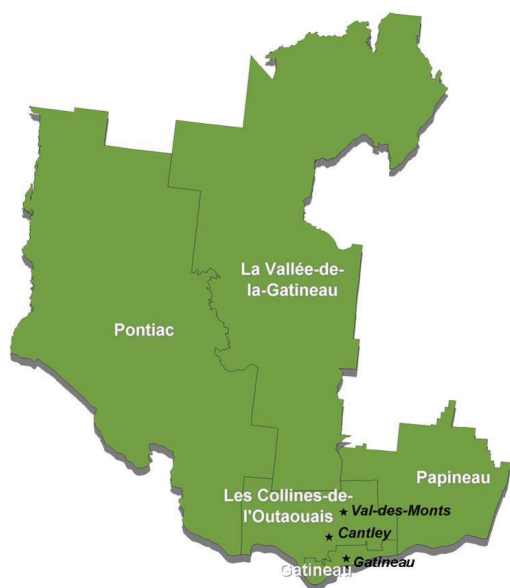 La Vallée-de-
la-Gatineau
Pontiac
Papineau
Les Collines-de-
l'Outaouais
Val-des-Monts
Cantley
Gatineau
Gatineau